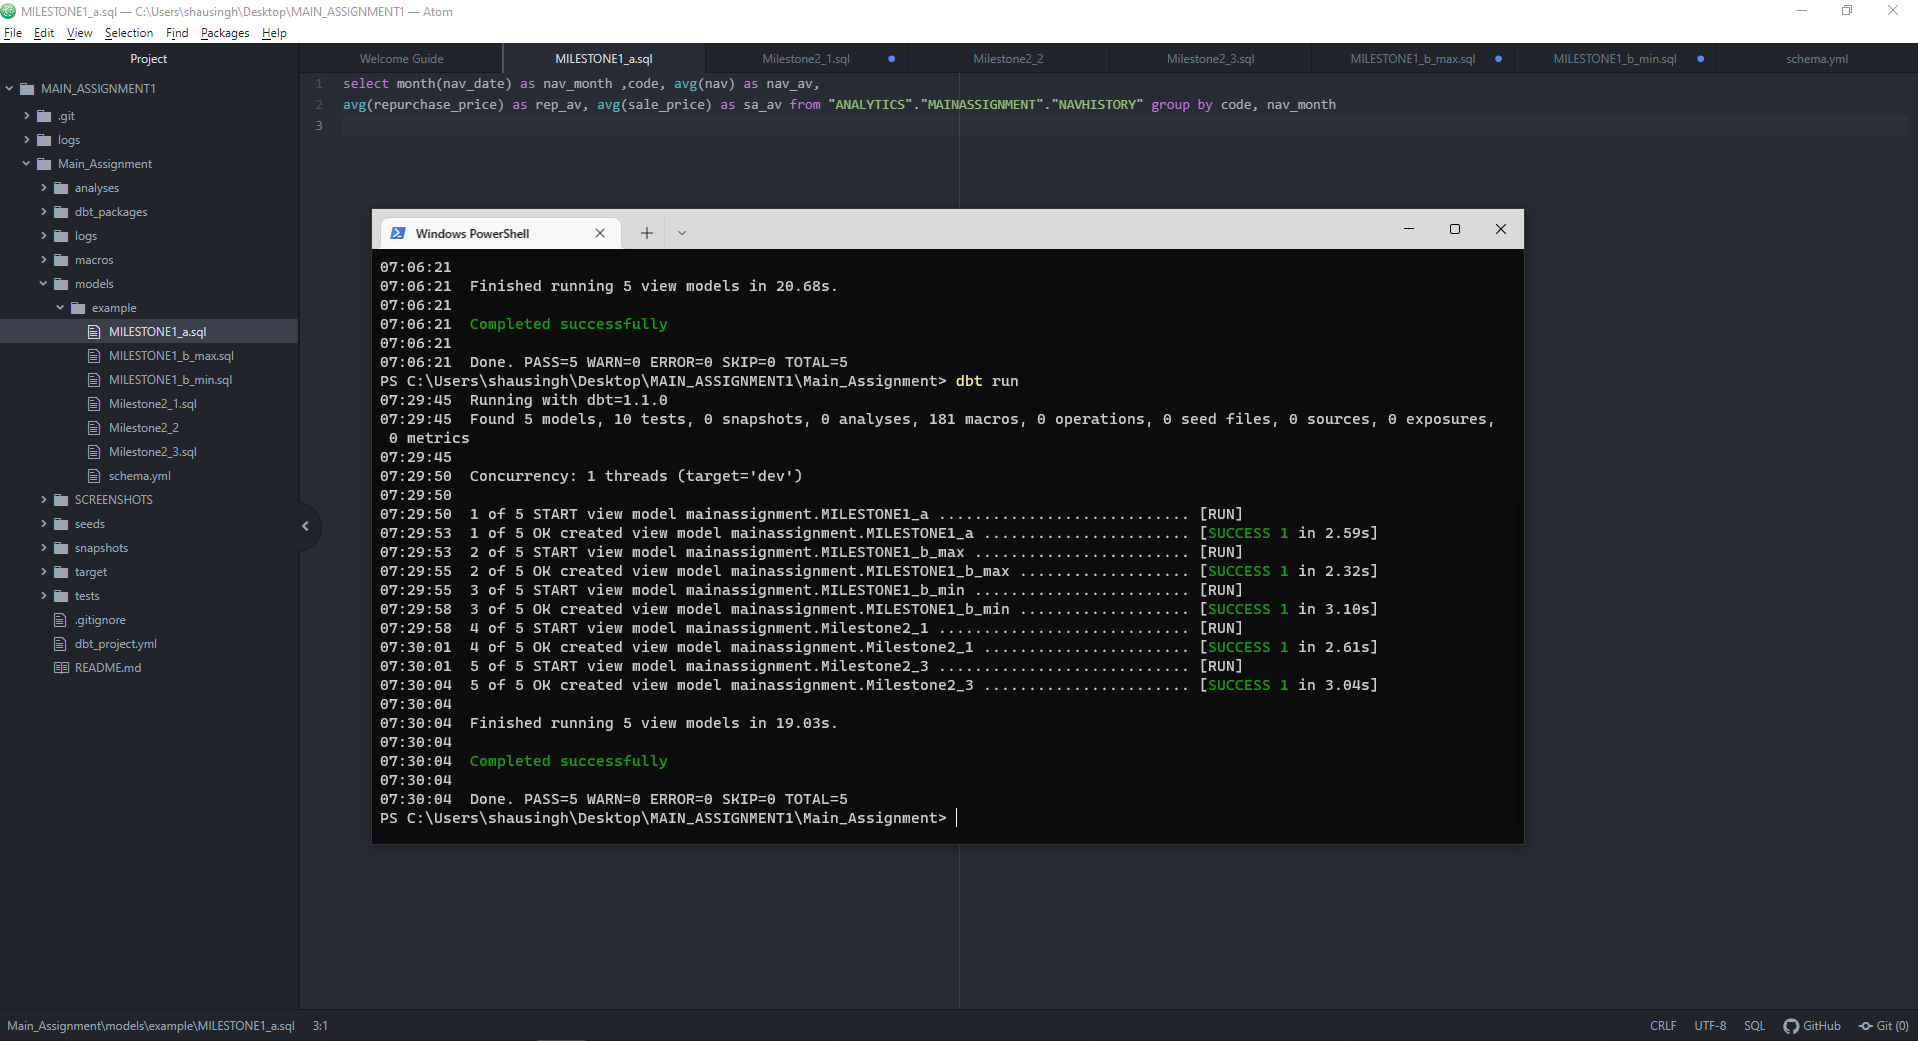 MILESTONE1_a.sql — C:\Users\shausingh\Desktop\MAIN_ASSIGNMENT1 — Atom
File Edit View Selection Find Packages Help
Project
MAIN_ASSIGNMENT1
.git
logs
Main_Assignment
analyses
dbt_packages
logs
macros
models
example
MILESTONE1_a.sql
MILESTONE1_b_max.sql
MILESTONE1_b_min.sql
Milestone2_1.sql
Milestone2_2
Milestone2_3.sql
schema.yml
SCREENSHOTS
seeds
snapshots
target
tests
.gitignore
dbt_project.yml
README.md
Welcome Guide MILESTONE1_a.sql Milestone2_1.sql Milestone2_2 Milestone2_3.sql MILESTONE1_b_max.sql MILESTONE1_b_min.sql schema.yml
1 select month(nav_date) as nav_month ,code, avg(nav) as nav_av,
2 avg(repurchase_price) as rep_av, avg(sale_price) as sa_av from "ANALYTICS"."MAINASSIGNMENT"."NAVHISTORY" group by code, nav_month
3
Windows PowerShell
07:06:21
07:06:21 Finished running 5 view models in 20.68s.
07:06:21
07:06:21 Completed successfully
07:06:21
07:06:21 Done. PASS=5 WARN=0 ERROR=0 SKIP=0 TOTAL=5
PS C:\Users\shausingh\Desktop\MAIN_ASSIGNMENT1\Main_Assignment> dbt run
07:29:45 Running with dbt=1.1.0
07:29:45 Found 5 models, 10 tests, 0 snapshots, 0 analyses, 181 macros, 0 operations, 0 seed files, 0 sources, 0 exposures,
0 metrics
07:29:45
07:29:50 Concurrency: 1 threads (target='dev')
07:29:50
07:29:50 1 of 5 START view model mainassignment.MILESTONE1_a ............................ [RUN]
07:29:53 1 of 5 OK created view model mainassignment.MILESTONE1_a ....................... [SUCCESS 1 in 2.59s]
07:29:53 2 of 5 START view model mainassignment.MILESTONE1_b_max ........................ [RUN]
07:29:55 2 of 5 OK created view model mainassignment.MILESTONE1_b_max ................... [SUCCESS 1 in 2.32s]
07:29:55 3 of 5 START view model mainassignment.MILESTONE1_b_min ........................ [RUN]
07:29:58 3 of 5 OK created view model mainassignment.MILESTONE1_b_min ................... [SUCCESS 1 in 3.10s]
07:29:58 4 of 5 START view model mainassignment.Milestone2_1 ............................ [RUN]
07:30:01 4 of 5 OK created view model mainassignment.Milestone2_1 ....................... [SUCCESS 1 in 2.61s]
07:30:01 5 of 5 START view model mainassignment.Milestone2_3 ............................ [RUN]
07:30:04 5 of 5 OK created view model mainassignment.Milestone2_3 ....................... [SUCCESS 1 in 3.04s]
07:30:04
07:30:04 Finished running 5 view models in 19.03s.
07:30:04
07:30:04 Completed successfully
07:30:04
07:30:04 Done. PASS=5 WARN=0 ERROR=0 SKIP=0 TOTAL=5
PS C:\Users\shausingh\Desktop\MAIN_ASSIGNMENT1\Main_Assignment>
Main_Assignment\models\example\MILESTONE1_a.sql 3:1 CRLF UTF-8 SQL GitHub Git (0)